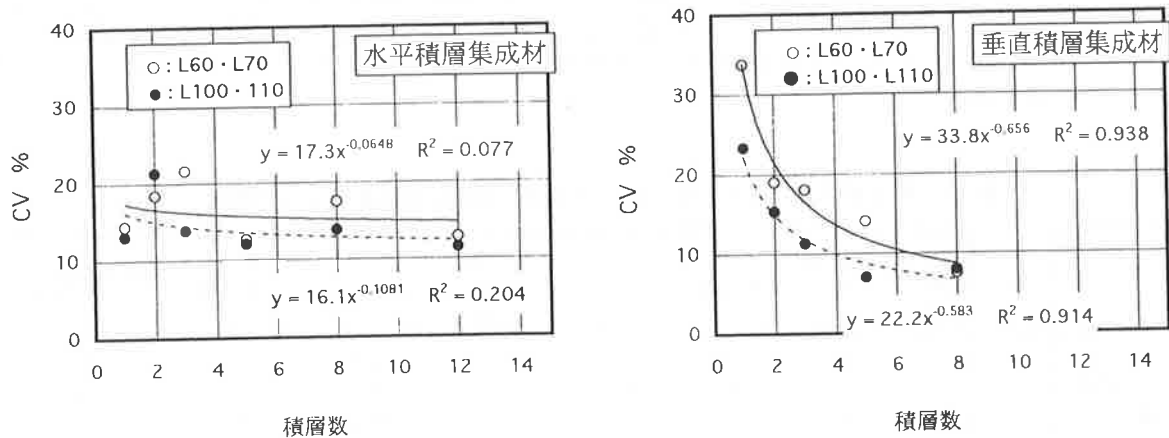 40
30
20
10
0
CV %
○：L60・L70
●：L100・110
水平積層集成材
y = 17.3x^-0.0648 R² = 0.077
y = 16.1x^-0.1081 R² = 0.204
0 2 4 6 8 10 12 14
積層数
40
30
20
10
0
CV %
○：L60・L70
●：L100・L110
垂直積層集成材
y = 33.8x^-0.656 R² = 0.938
y = 22.2x^-0.583 R² = 0.914
0 2 4 6 8 10 12 14
積層数